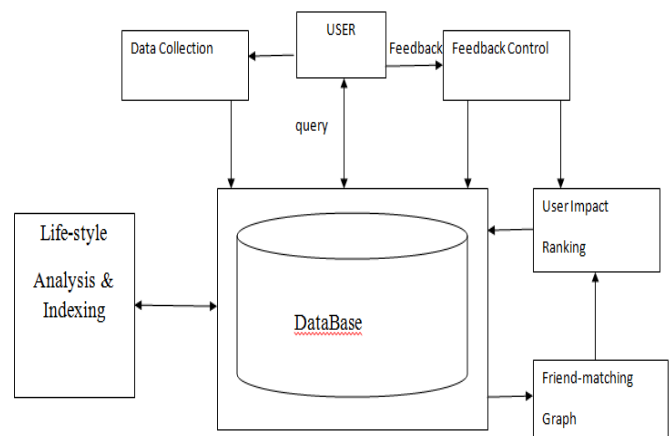 USER
Data Collection
Feedback
Feedback Control
query
User Impact
Ranking
Life-style
Analysis &
Indexing
DataBase
Friend-matching
Graph